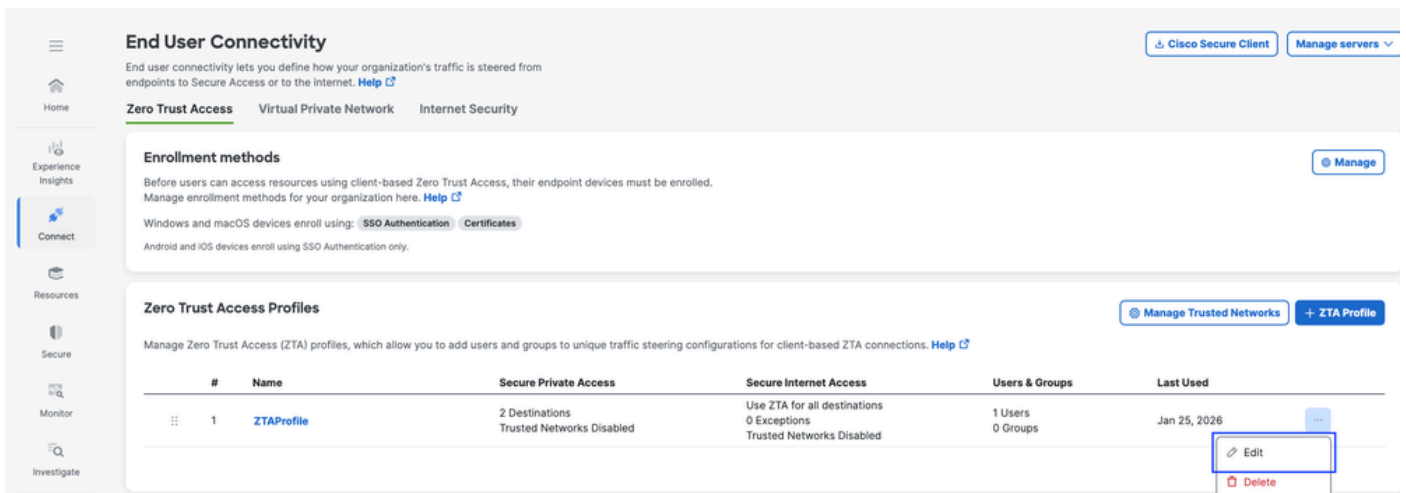 End User Connectivity
Cisco Secure Client
Manage servers
End user connectivity lets you define how your organization's traffic is steered from
endpoints to Secure Access or to the internet. Help
Home
Zero Trust Access
Virtual Private Network
Internet Security
Experience
Insights
Enrollment methods
Manage
Before users can access resources using client-based Zero Trust Access, their endpoint devices must be enrolled.
Manage enrollment methods for your organization here. Help
Windows and macOS devices enroll using: SSO Authentication Certificates
Connect
Android and iOS devices enroll using SSO Authentication only.
Resources
Zero Trust Access Profiles
Manage Trusted Networks
+ ZTA Profile
Secure
Manage Zero Trust Access (ZTA) profiles, which allow you to add users and groups to unique traffic steering configurations for client-based ZTA connections. Help
# Name Secure Private Access Secure Internet Access Users & Groups Last Used
Monitor
1 ZTAProfile
2 Destinations
Trusted Networks Disabled
Use ZTA for all destinations
0 Exceptions
Trusted Networks Disabled
1 Users
0 Groups
Jan 25, 2026
...
Investigate
Edit
Delete